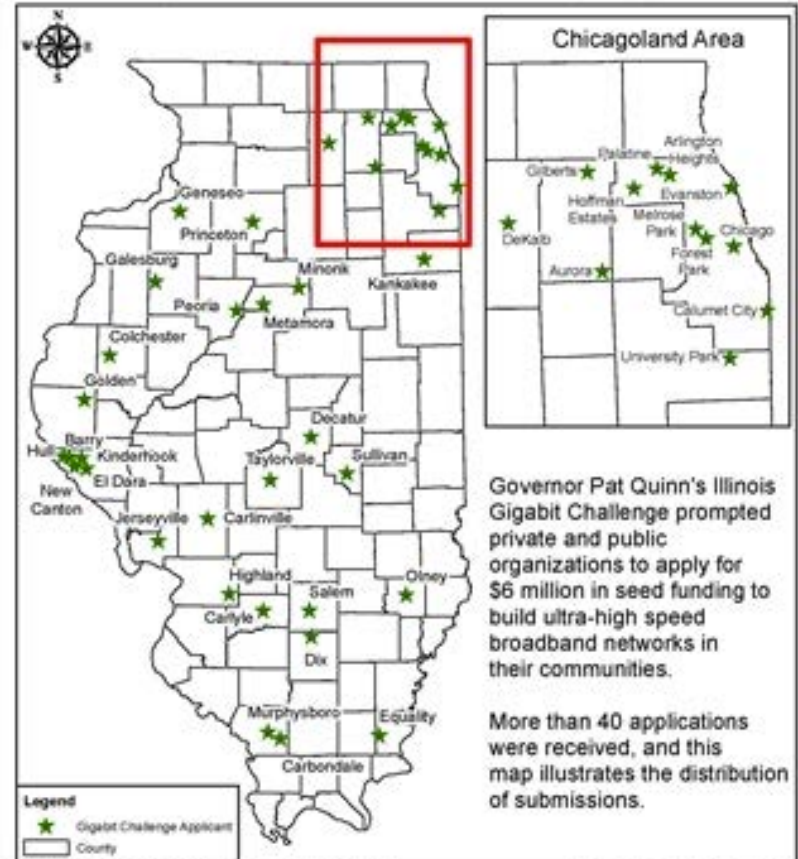 N
W
E
S
Chicagoland Area
Arlington
Heights
Palatine
Gilberts
Hoffman
Estates
Evanston
Melrose
Park
DeKalb
Chicago
Forest
Park
Aurora
Calumet City
University Park
Geneseo
Princeton
Galesburg
Minonk
Kankakee
Peoria
Metamora
Colchester
Golden
Decatur
Barry
Hull
Kinderhook
Taylorville
Sullivan
El Dara
New
Canton
Jerseyville
Carlinville
Highland
Salem
Olney
Carlyle
Dix
Murphysboro
Equality
Carbondale
Governor Pat Quinn's Illinois
Gigabit Challenge prompted
private and public
organizations to apply for
$6 million in seed funding to
build ultra-high speed
broadband networks in
their communities.
More than 40 applications
were received, and this
map illustrates the distribution
of submissions.
Legend
Gigabit Challenge Applicant
County